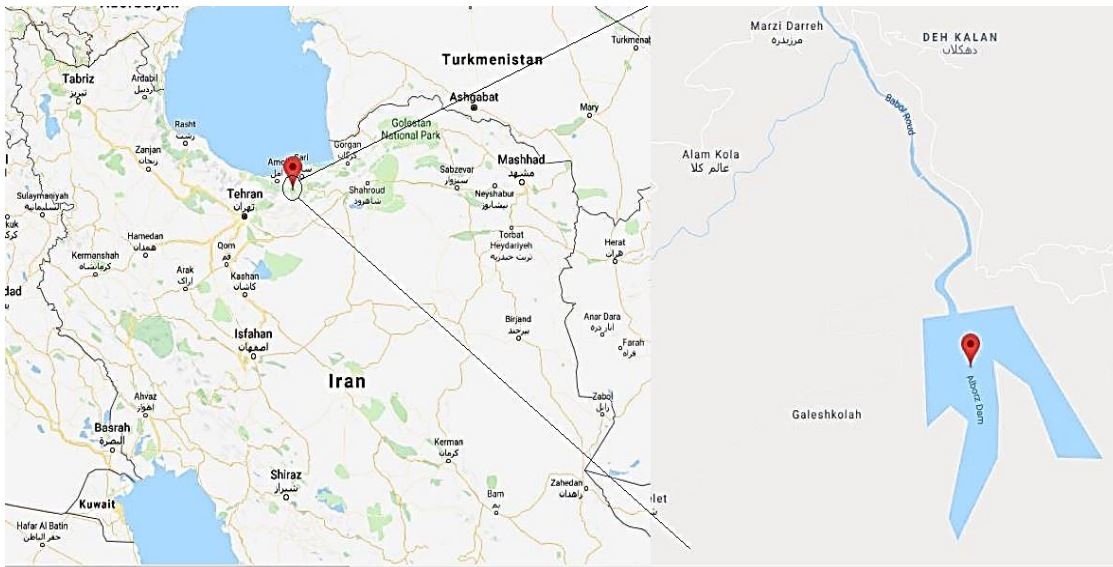 Turkmenistan
Tabriz
تبریز
Ardabil
اردبیل
Ashgabat
Mary
Rasht
رشت
Golestan
National Park
Gorgan
گرگان
Zanjan
زنجان
Sari
Mashhad
مشهد
Sabzevar
سبزوار
Neyshabur
نیشابور
Shahroud
شاهرود
Tehran
تهران
Sulaymaniyah
السليمانية
kuk
Hamedan
همدان
Qom
قم
Torbat
Heydariyeh
تربت حیدریه
Herat
هرات
Kermanshah
کرمانشاه
Arak
اراک
Kashan
کاشان
dad
Isfahan
اصفهان
Birjand
بیرجند
Anar Dara
انار دره
Farah
فراه
Iran
Ahvaz
اهواز
Zabol
زابل
Basrah
البصرة
Kerman
کرمان
Shiraz
شیراز
Bam
بم
Zahedan
زاهدان
Kuwait
Hafar Al Batin
حفر الباطن
let
Marzi Darreh
مرزیدره
DEH KALAN
دهکلان
Babol Roud
Alam Kola
عالم کلا
Galeshkolah
Alborz Dam